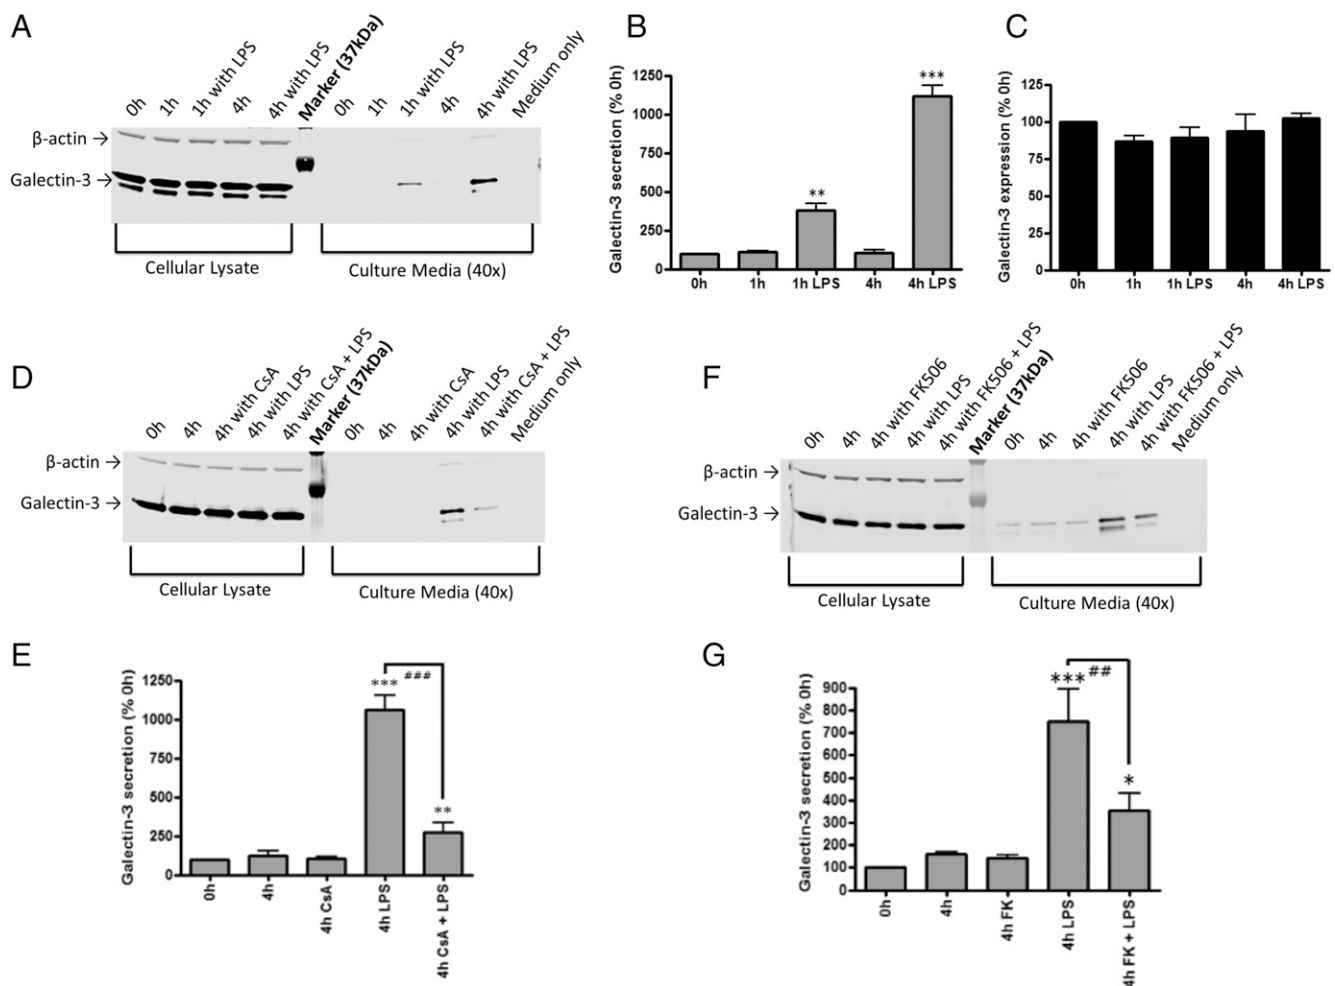 A
0h
1h
1h with LPS
4h
4h with LPS
Marker (37kDa)
0h
1h
1h with LPS
4h
4h with LPS
Medium only
β-actin →
Galectin-3 →
Cellular Lysate
Culture Media (40x)
B
Galectin-3 secretion (% 0h)
1250
1000
750
500
250
0
**
***
0h
1h
1h LPS
4h
4h LPS
C
Galectin-3 expression (% 0h)
125
100
75
50
25
0
0h
1h
1h LPS
4h
4h LPS
D
0h
4h
4h with CsA
4h with LPS
4h with CsA + LPS
Marker (37kDa)
0h
4h
4h with CsA
4h with LPS
4h with CsA + LPS
Medium only
β-actin →
Galectin-3 →
Cellular Lysate
Culture Media (40x)
F
0h
4h
4h with FK506
4h with LPS
4h with FK506 + LPS
Marker (37kDa)
0h
4h
4h with FK506
4h with LPS
4h with FK506 + LPS
Medium only
β-actin →
Galectin-3 →
Cellular Lysate
Culture Media (40x)
E
Galectin-3 secretion (% 0h)
1250
1000
750
500
250
0
***
###
**
0h
4h
4h CsA
4h LPS
4h CsA + LPS
G
Galectin-3 secretion (% 0h)
900
800
700
600
500
400
300
200
100
0
***
##
*
0h
4h
4h FK
4h LPS
4h FK + LPS